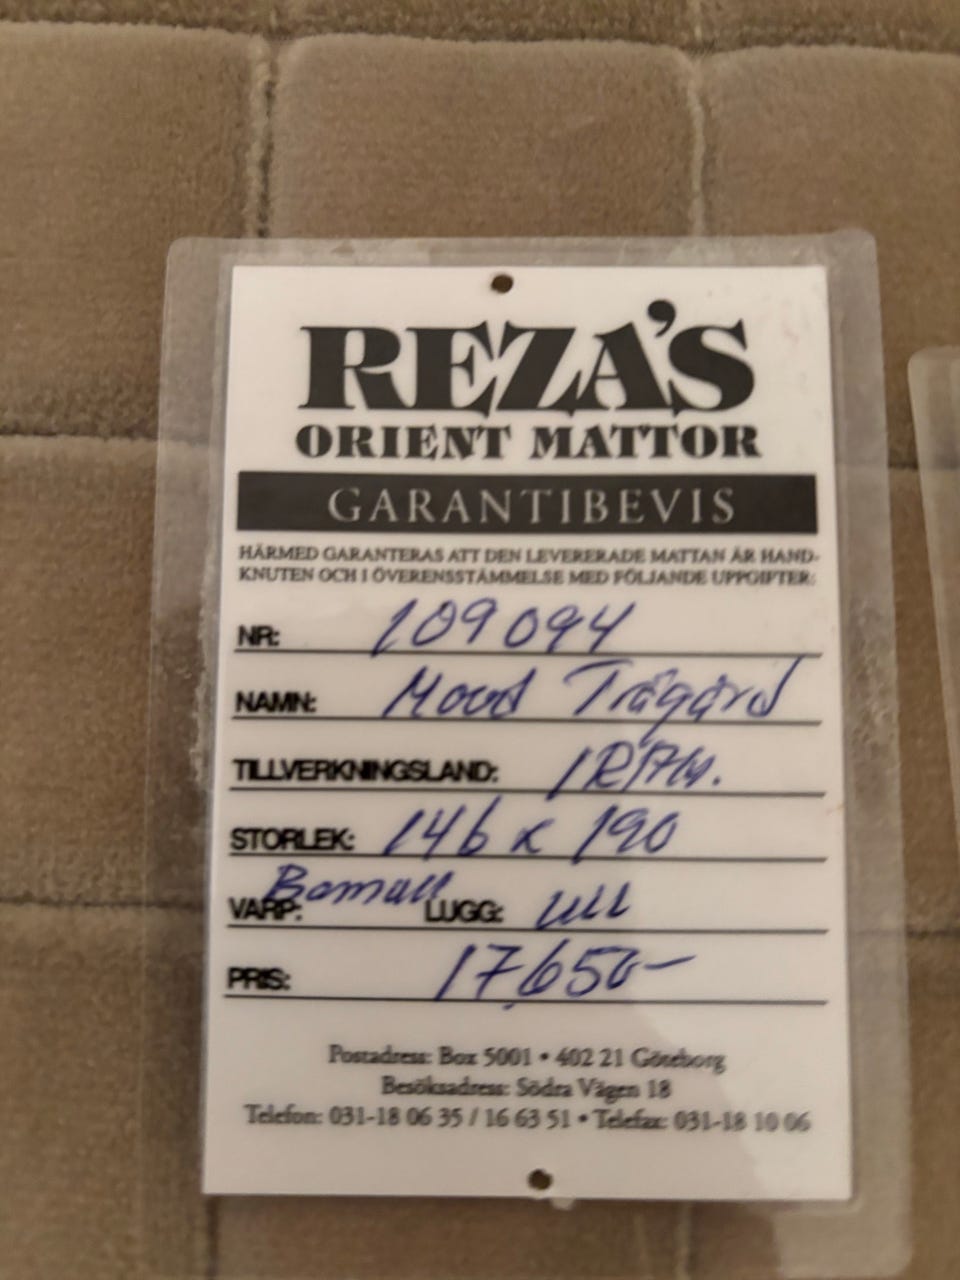 REZA'S
ORIENT MATTOR
GARANTIBEVIS
HÄRMED GARANTERAS ATT DEN LEVERERADE MATTAN ÄR HAND-
KNUTEN OCH I ÖVERENSSTÄMMELSE MED FÖLJANDE UPPGIFTER:
NR: 109094
NAMN: Mood Trägård
TILLVERKNINGSLAND: IRAN.
STORLEK: 146 x 190
VARP: Bomull LUGG: ULL
PRIS: 17,650-
Postadress: Box 5001 • 402 21 Göteborg
Besöksadress: Södra Vägen 18
Telefon: 031-18 06 35 / 16 63 51 • Telefax: 031-18 10 06